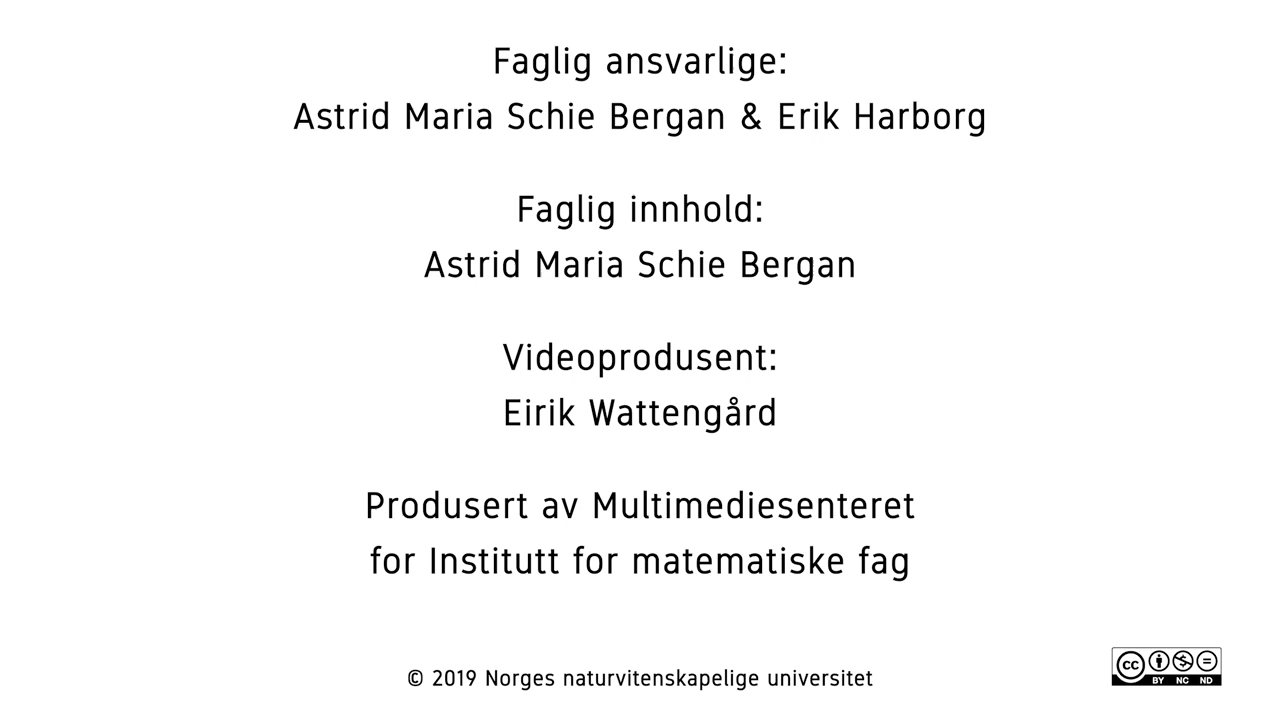 Faglig ansvarlige:
Astrid Maria Schie Bergan & Erik Harborg
Faglig innhold:
Astrid Maria Schie Bergan
Videoprodusent:
Eirik Wattengård
Produsert av Multimediesenteret
for Institutt for matematiske fag
© 2019 Norges naturvitenskapelige universitet
cc
BY NC ND